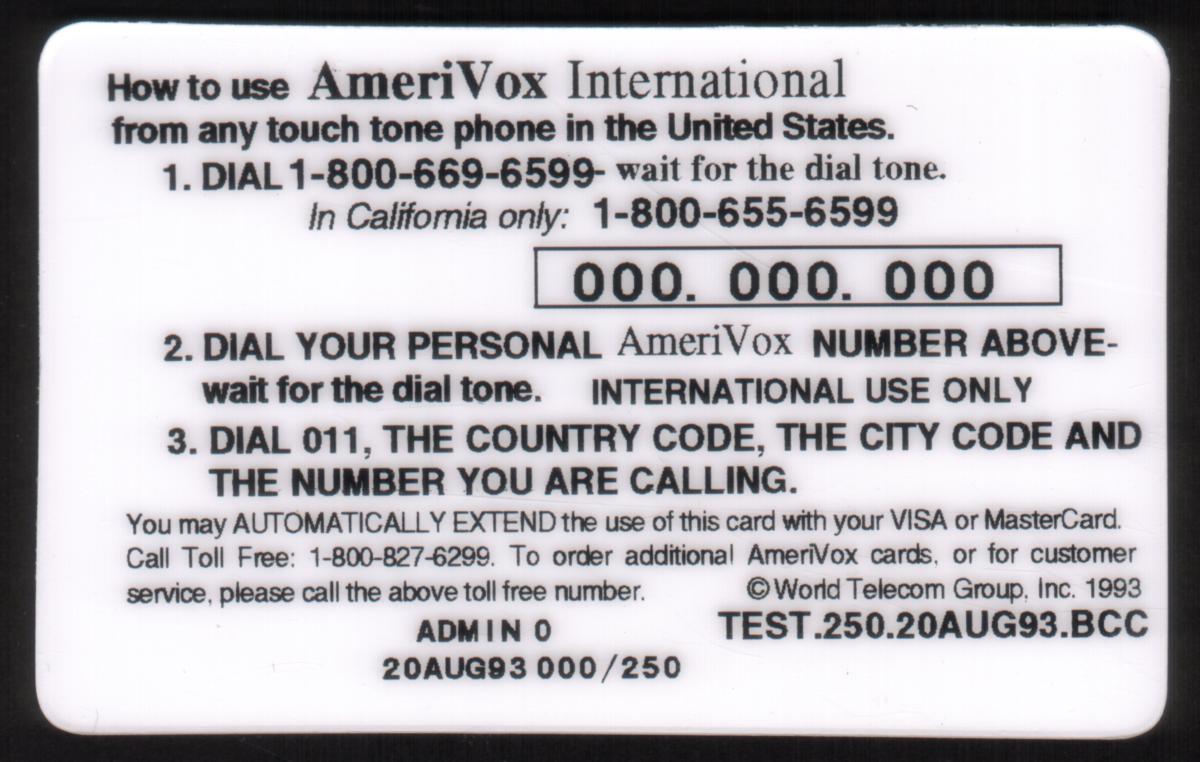 How to use AmeriVox International
from any touch tone phone in the United States.
1. DIAL 1-800-669-6599- wait for the dial tone.
In California only: 1-800-655-6599
000. 000. 000
2. DIAL YOUR PERSONAL AmeriVox NUMBER ABOVE-
wait for the dial tone. INTERNATIONAL USE ONLY
3. DIAL 011, THE COUNTRY CODE, THE CITY CODE AND
THE NUMBER YOU ARE CALLING.
You may AUTOMATICALLY EXTEND the use of this card with your VISA or MasterCard.
Call Toll Free: 1-800-827-6299. To order additional AmeriVox cards, or for customer
service, please call the above toll free number. ©World Telecom Group, Inc. 1993
ADMIN 0 TEST.250.20AUG93.BCC
20AUG93 000/250